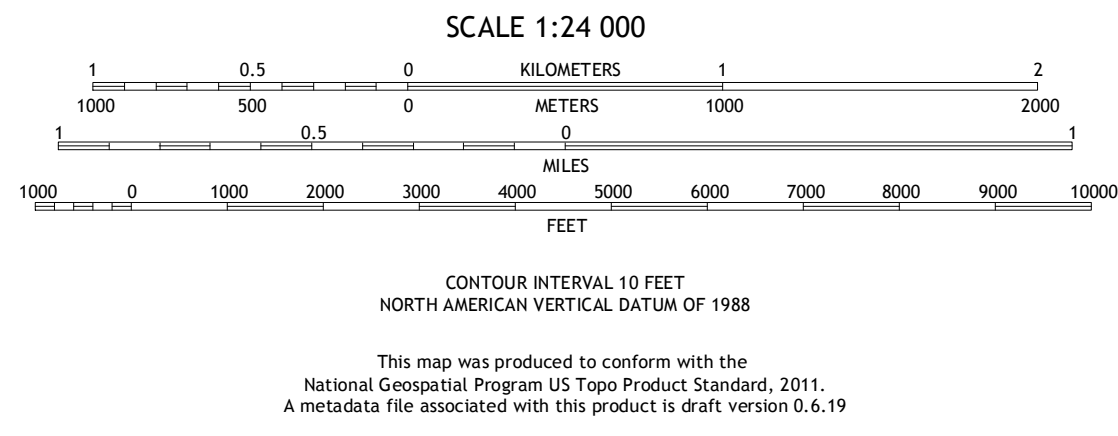 SCALE 1:24 000
1 0.5 0 KILOMETERS 1 2
1000 500 0 METERS 1000 2000
1 0.5 0 1
MILES
1000 0 1000 2000 3000 4000 5000 6000 7000 8000 9000 10000
FEET
CONTOUR INTERVAL 10 FEET
NORTH AMERICAN VERTICAL DATUM OF 1988
This map was produced to conform with the
National Geospatial Program US Topo Product Standard, 2011.
A metadata file associated with this product is draft version 0.6.19